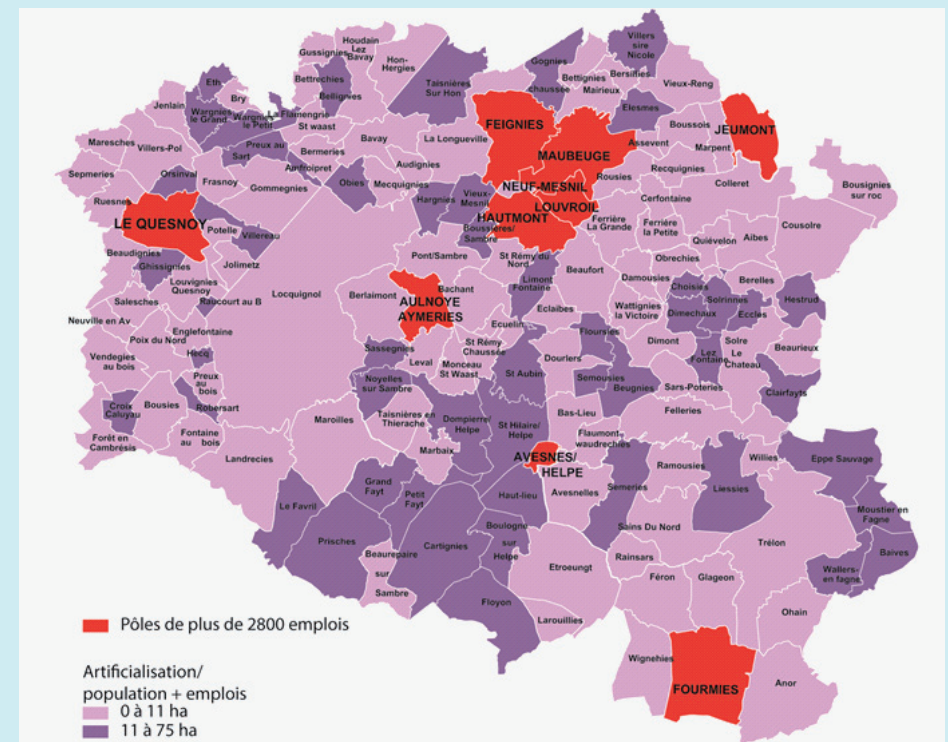 Houdain
Lez
Bavay
Gussignies
Hon-
Hergies
Villers
sire
Nicole
Gognies
chaussée
Bettignies
Bersillies
Mairieux
Vieux-Reng
Taisnières
Sur Hon
Bettrechies
Bellignies
Eth
Bry
Jenlain
Wargnies
le Grand
Wargnies
le Petit
La Flamengrie
St waast
Elesmes
FEIGNIES
JEUMONT
Boussois
Marpent
Assevent
Maresches
Villers-Pol
Preux au
Sart
Bermeries
Bavay
La Longueville
MAUBEUGE
Amfroipret
Audignies
Recquignies
Sepmeries
Orsinval
Frasnoy
Gommegnies
Obies
Mecquignies
Rousies
Colleret
Bousignies
sur roc
NEUF-MESNIL
Vieux-
Mesnil
Hargnies
Cerfontaine
Ruesnes
LE QUESNOY
LOUVROIL
HAUTMONT
Boussières/
Sambre
Ferrière
La Grande
Ferrière
la Petite
Cousolre
Potelle
Villereau
Quiévelon
Aibes
Beaudignies
Ghissignies
Jolimetz
Pont/Sambre
St Rémy du
Nord
Obrechies
Beaufort
Limont
Fontaine
Damousies
Berelles
Choisies
Louvignies
Quesnoy
Salesches
Raucourt au B
Locquignol
Berlaimont
Bachant
AULNOYE
AYMERIES
Eclaibes
Wattignies
la Victoire
Solrinnes
Dimechaux
Eccles
Hestrud
Neuville en Av
Poix du Nord
Englefontaine
Ecuelin
Floursies
Dimont
Solre
Le
Chateau
Beaurieux
Vendegies
au bois
Hecq
Sassegnies
St Rémy
Chaussée
Leval
Monceau
St Waast
Dourlers
Lez
Fontaine
Preux
au
bois
Noyelles
sur Sambre
St Aubin
Semousies
Beugnies
Sars-Poteries
Clairfayts
Croix
Caluyau
Bousies
Robersart
Maroilles
Taisnières en
Thierache
Dompierre/
Helpe
St Hilaire/
Helpe
Bas-Lieu
Felleries
Forêt en
Cambrésis
Fontaine
au bois
Landrecies
Marbaix
Flaumont
waudrechies
AVESNES/
HELPE
Ramousies
Willies
Eppe Sauvage
Le Favril
Grand
Fayt
Petit
Fayt
Haut-lieu
Avesnelles
Semeries
Liessies
Moustier en
Fagne
Prisches
Cartignies
Boulogne
sur
Helpe
Sains Du Nord
Trélon
Baives
Beaurepaire
sur
Sambre
Etroeungt
Rainsars
Féron
Glageon
Wallers-
en fagne
Floyon
Larouillies
Ohain
Wignehies
FOURMIES
Anor
Pôles de plus de 2800 emplois
Artificialisation/
population + emplois
0 à 11 ha
11 à 75 ha